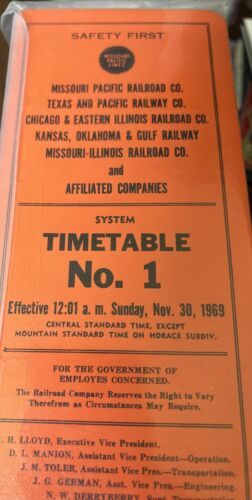 SAFETY FIRST
MISSOURI
PACIFIC
LINES
MISSOURI PACIFIC RAILROAD CO.
TEXAS AND PACIFIC RAILWAY CO.
CHICAGO & EASTERN ILLINOIS RAILROAD CO.
KANSAS, OKLAHOMA & GULF RAILWAY
MISSOURI-ILLINOIS RAILROAD CO.
and
AFFILIATED COMPANIES
SYSTEM
TIMETABLE
No. 1
Effective 12:01 a. m. Sunday, Nov. 30, 1969
CENTRAL STANDARD TIME, EXCEPT
MOUNTAIN STANDARD TIME ON HORACE SUBDIV.
FOR THE GOVERNMENT OF
EMPLOYES CONCERNED.
The Railroad Company Reserves the Right to Vary
Therefrom as Circumstances May Require.
H. LLOYD, Executive Vice President.
D. L. MANION, Assistant Vice President—Operation.
J. M. TOLER, Assistant Vice Pres.—Transportation.
J. G. GERMAN, Asst. Vice Pres.—Engineering.
N. W. DERRYBERRY,